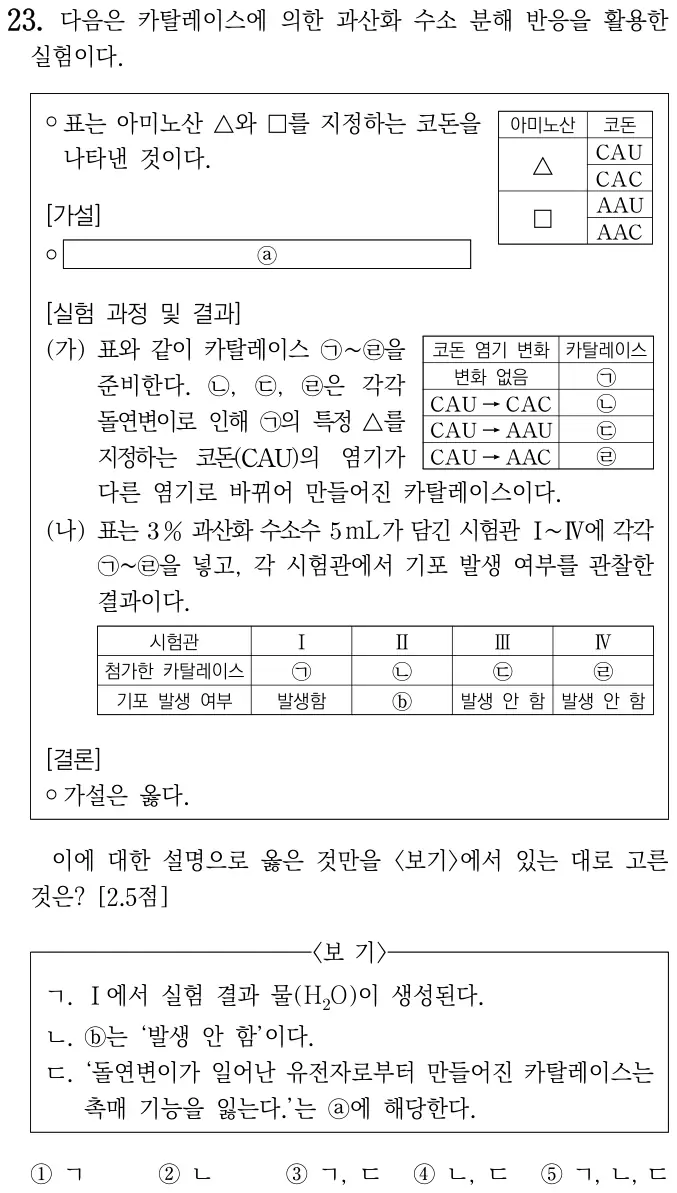 23. 다음은 카탈레이스에 의한 과산화 수소 분해 반응을 활용한
실험이다.
○ 표는 아미노산 △와 □를 지정하는 코돈을
나타낸 것이다.
아미노산 코돈
△ CAU
CAC
□ AAU
AAC
[가설]
○ ⓐ
[실험 과정 및 결과]
(가) 표와 같이 카탈레이스 ㉠~㉣을
준비한다. ㉡, ㉢, ㉣은 각각
돌연변이로 인해 ㉠의 특정 △를
지정하는 코돈(CAU)의 염기가
다른 염기로 바뀌어 만들어진 카탈레이스이다.
코돈 염기 변화 카탈레이스
변화 없음 ㉠
CAU → CAC ㉡
CAU → AAU ㉢
CAU → AAC ㉣
(나) 표는 3% 과산화 수소수 5mL가 담긴 시험관 Ⅰ~Ⅳ에 각각
㉠~㉣을 넣고, 각 시험관에서 기포 발생 여부를 관찰한
결과이다.
시험관 Ⅰ Ⅱ Ⅲ Ⅳ
첨가한 카탈레이스 ㉠ ㉡ ㉢ ㉣
기포 발생 여부 발생함 ⓑ 발생 안 함 발생 안 함
[결론]
○ 가설은 옳다.
이에 대한 설명으로 옳은 것만을 〈보기〉에서 있는 대로 고른
것은? [2.5점]
〈보 기〉
ㄱ. Ⅰ에서 실험 결과 물(H₂O)이 생성된다.
ㄴ. ⓑ는 ‘발생 안 함’이다.
ㄷ. ‘돌연변이가 일어난 유전자로부터 만들어진 카탈레이스는
촉매 기능을 잃는다.’는 ⓐ에 해당한다.
① ㄱ ② ㄴ ③ ㄱ, ㄷ ④ ㄴ, ㄷ ⑤ ㄱ, ㄴ, ㄷ